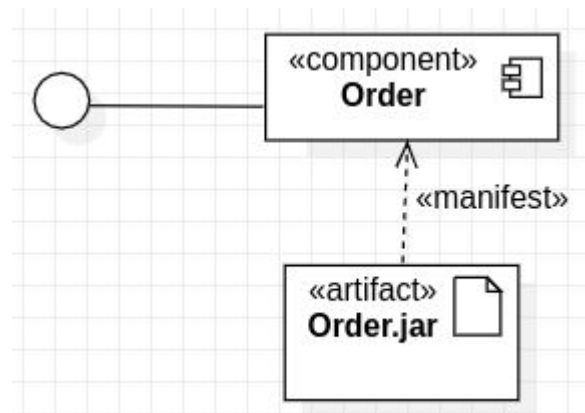 «component»
Order
«manifest»
«artifact»
Order.jar